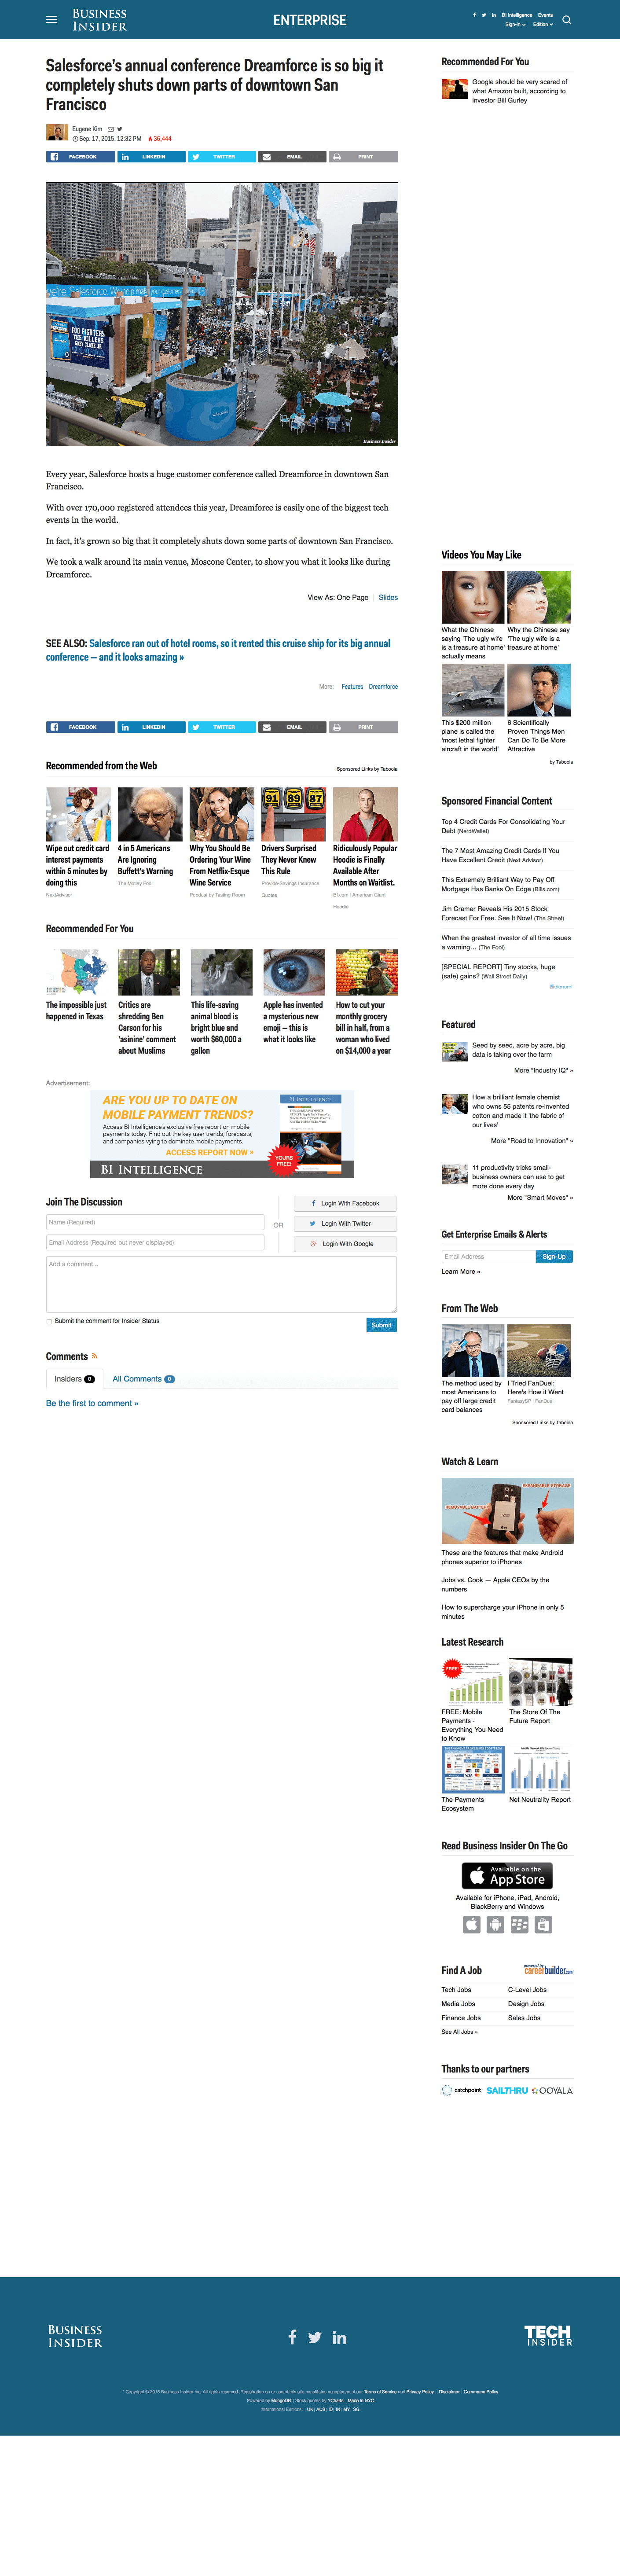 BUSINESS
INSIDER
ENTERPRISE
BI Intelligence Events
Sign-in Edition
Salesforce's annual conference Dreamforce is so big it
completely shuts down parts of downtown San
Francisco
Eugene Kim
Sep. 17, 2015, 12:32 PM 36,444
FACEBOOK LINKEDIN TWITTER EMAIL PRINT
FOO FIGHTERS
THE KILLERS
GARY CLARK JR.
Business Insider
Every year, Salesforce hosts a huge customer conference called Dreamforce in downtown San
Francisco.
With over 170,000 registered attendees this year, Dreamforce is easily one of the biggest tech
events in the world.
In fact, it's grown so big that it completely shuts down some parts of downtown San Francisco.
We took a walk around its main venue, Moscone Center, to show you what it looks like during
Dreamforce.
View As: One Page Slides
SEE ALSO: Salesforce ran out of hotel rooms, so it rented this cruise ship for its big annual
conference — and it looks amazing »
More: Features Dreamforce
FACEBOOK LINKEDIN TWITTER EMAIL PRINT
Recommended from the Web
Sponsored Links by Taboola
91 89 87
Wipe out credit card
interest payments
within 5 minutes by
doing this
NextAdvisor
4 in 5 Americans
Are Ignoring
Buffett's Warning
The Motley Fool
Why You Should Be
Ordering Your Wine
From Netflix-Esque
Wine Service
Popdust by Tasting Room
Drivers Surprised
They Never Knew
This Rule
Provide-Savings Insurance
Quotes
Ridiculously Popular
Hoodie is Finally
Available After
Months on Waitlist.
BI.com | American Giant
Hoodie
Recommended For You
The impossible just
happened in Texas
Critics are
shredding Ben
Carson for his
'asinine' comment
about Muslims
This life-saving
animal blood is
bright blue and
worth $60,000 a
gallon
Apple has invented
a mysterious new
emoji — this is
what it looks like
How to cut your
monthly grocery
bill in half, from a
woman who lived
on $14,000 a year
Advertisement:
ARE YOU UP TO DATE ON
MOBILE PAYMENT TRENDS?
Access BI Intelligence's exclusive free report on mobile
payments today. Find out the key user trends, forecasts,
and companies vying to dominate mobile payments.
ACCESS REPORT NOW »
BI INTELLIGENCE
YOURS
FREE!
Join The Discussion
Name (Required)
Email Address (Required but never displayed)
OR
Login With Facebook
Login With Twitter
Login With Google
Add a comment...
Submit the comment for Insider Status
Submit
Comments
Insiders 0 All Comments 0
Be the first to comment »
Recommended For You
Google should be very scared of
what Amazon built, according to
investor Bill Gurley
Videos You May Like
What the Chinese
saying 'The ugly wife
is a treasure at home'
actually means
Why the Chinese say
'The ugly wife is a
treasure at home'
This $200 million
plane is called the
'most lethal fighter
aircraft in the world'
6 Scientifically
Proven Things Men
Can Do To Be More
Attractive
by Taboola
Sponsored Financial Content
Top 4 Credit Cards For Consolidating Your
Debt (NerdWallet)
The 7 Most Amazing Credit Cards If You
Have Excellent Credit (Next Advisor)
This Extremely Brilliant Way to Pay Off
Mortgage Has Banks On Edge (Bills.com)
Jim Cramer Reveals His 2015 Stock
Forecast For Free. See It Now! (The Street)
When the greatest investor of all time issues
a warning… (The Fool)
[SPECIAL REPORT] Tiny stocks, huge
(safe) gains? (Wall Street Daily)
Featured
Seed by seed, acre by acre, big
data is taking over the farm
More "Industry IQ" »
How a brilliant female chemist
who owns 55 patents re-invented
cotton and made it 'the fabric of
our lives'
More "Road to Innovation" »
11 productivity tricks small-
business owners can use to get
more done every day
More "Smart Moves" »
Get Enterprise Emails & Alerts
Email Address Sign-Up
Learn More »
From The Web
The method used by
most Americans to
pay off large credit
card balances
I Tried FanDuel:
Here's How it Went
FantasySP | FanDuel
Sponsored Links by Taboola
Watch & Learn
EXPANDABLE STORAGE
REMOVABLE BATTERY
These are the features that make Android
phones superior to iPhones
Jobs vs. Cook — Apple CEOs by the
numbers
How to supercharge your iPhone in only 5
minutes
Latest Research
FREE!
FREE: Mobile
Payments -
Everything You Need
to Know
The Store Of The
Future Report
The Payments
Ecosystem
Net Neutrality Report
Read Business Insider On The Go
Available on the
App Store
Available for iPhone, iPad, Android,
BlackBerry and Windows
Find A Job
powered by
careerbuilder.com
Tech Jobs C-Level Jobs
Media Jobs Design Jobs
Finance Jobs Sales Jobs
See All Jobs »
Thanks to our partners
catchpoint SAILTHRU OOYALA
BUSINESS
INSIDER
TECH
INSIDER
* Copyright © 2015 Business Insider Inc. All rights reserved. Registration on or use of this site constitutes acceptance of our Terms of Service and Privacy Policy. | Disclaimer | Commerce Policy
Powered by MongoDB | Stock quotes by YCharts | Made in NYC
International Editions: | UK | AUS | ID | IN | MY | SG